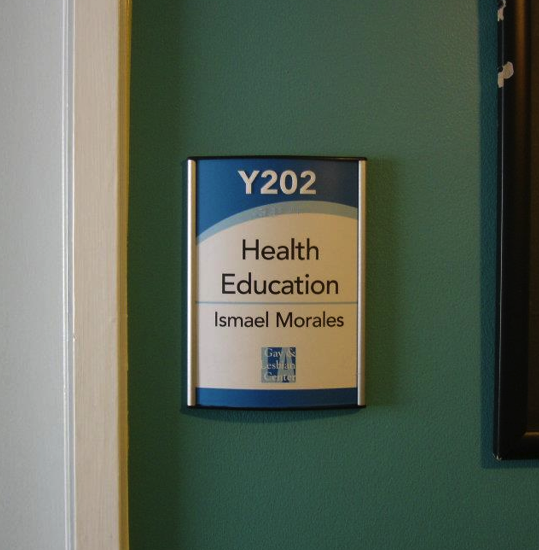 Y202
Health
Education
Ismael Morales
Gay &
Lesbian
Center